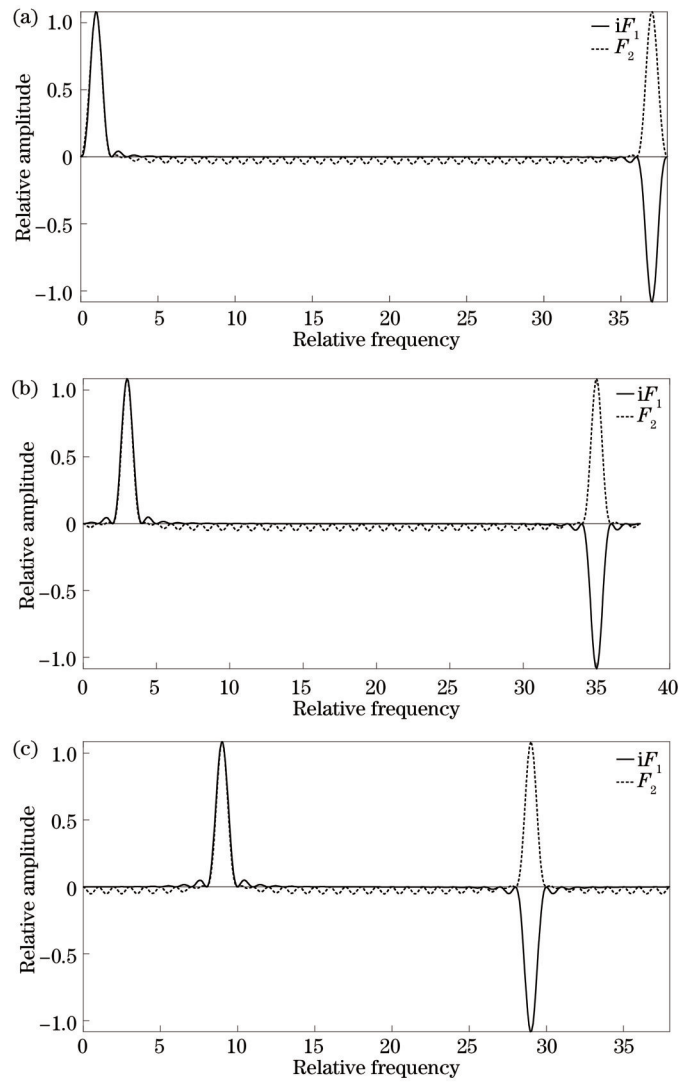 (a)
iF₁
F₂
1.0
0.5
0
−0.5
−1.0
Relative amplitude
0 5 10 15 20 25 30 35
Relative frequency
(b)
iF₁
F₂
1.0
0.5
0
−0.5
−1.0
Relative amplitude
0 5 10 15 20 25 30 35 40
Relative frequency
(c)
iF₁
F₂
1.0
0.5
0
−0.5
−1.0
Relative amplitude
0 5 10 15 20 25 30 35
Relative frequency